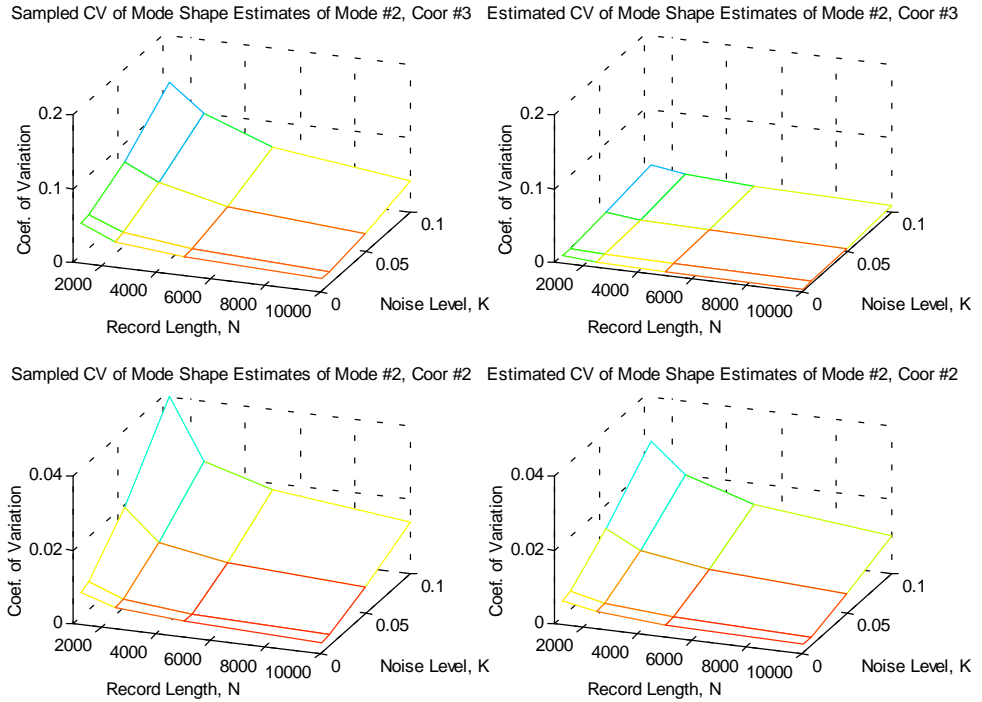 Sampled CV of Mode Shape Estimates of Mode #2, Coor #3
Coef. of Variation
0.2
0.1
0
2000
4000
6000
8000
10000
Record Length, N
0
0.05
0.1
Noise Level, K
Estimated CV of Mode Shape Estimates of Mode #2, Coor #3
Coef. of Variation
0.2
0.1
0
2000
4000
6000
8000
10000
Record Length, N
0
0.05
0.1
Noise Level, K
Sampled CV of Mode Shape Estimates of Mode #2, Coor #2
Coef. of Variation
0.04
0.02
0
2000
4000
6000
8000
10000
Record Length, N
0
0.05
0.1
Noise Level, K
Estimated CV of Mode Shape Estimates of Mode #2, Coor #2
Coef. of Variation
0.04
0.02
0
2000
4000
6000
8000
10000
Record Length, N
0
0.05
0.1
Noise Level, K